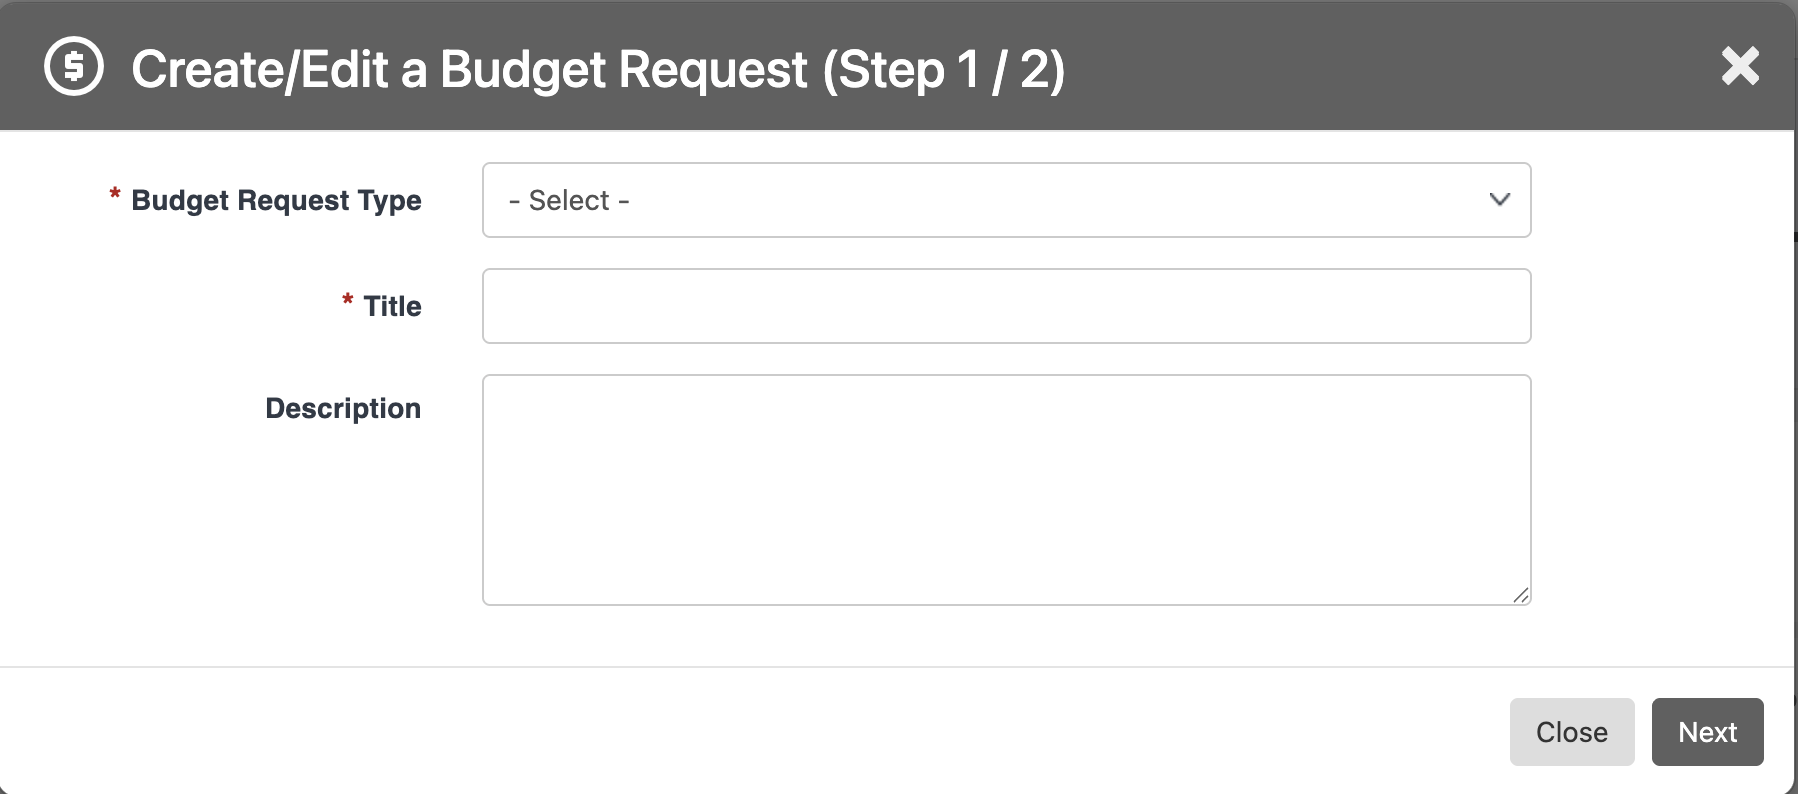 Create/Edit a Budget Request (Step 1 / 2)
* Budget Request Type
- Select -
* Title
Description
Close
Next